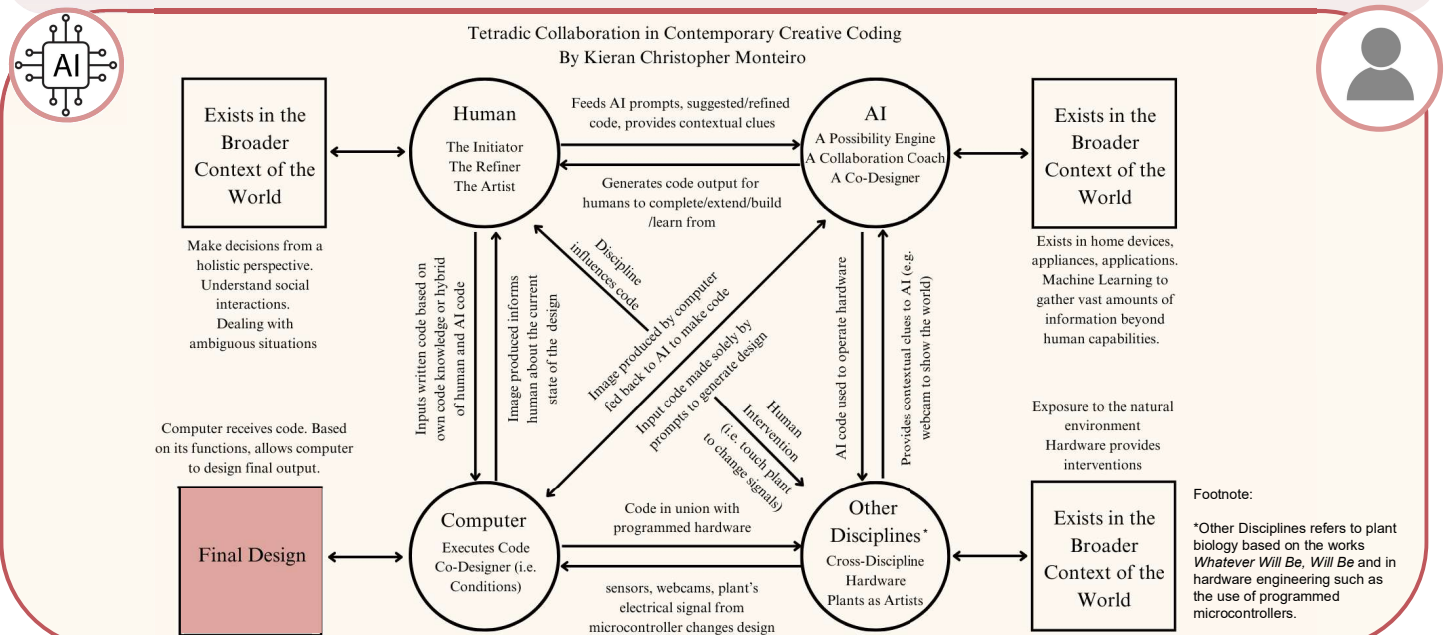 AI
Tetradic Collaboration in Contemporary Creative Coding
By Kieran Christopher Monteiro
Exists in the
Broader
Context of the
World
Make decisions from a
holistic perspective.
Understand social
interactions.
Dealing with
ambiguous situations
Human
The Initiator
The Refiner
The Artist
Feeds AI prompts, suggested/refined
code, provides contextual clues
Generates code output for
humans to complete/extend/build
/learn from
AI
A Possibility Engine
A Collaboration Coach
A Co-Designer
Exists in the
Broader
Context of the
World
Exists in home devices,
appliances, applications.
Machine Learning to
gather vast amounts of
information beyond
human capabilities.
Inputs written code based on
own code knowledge or hybrid
of human and AI code
Image produced informs
human about the current
state of the design
Discipline
influences code
Image produced by computer
fed back to AI to make code
Input code made solely by
prompts to generate design
Human
Intervention
(i.e. touch plant
to change signals)
AI code used to operate hardware
Provides contextual clues to AI (e.g.
webcam to show the world)
Computer receives code. Based
on its functions, allows computer
to design final output.
Final Design
Computer
Executes Code
Co-Designer (i.e.
Conditions)
Code in union with
programmed hardware
sensors, webcams, plant's
electrical signal from
microcontroller changes design
Other
Disciplines*
Cross-Discipline
Hardware
Plants as Artists
Exposure to the natural
environment
Hardware provides
interventions
Exists in the
Broader
Context of the
World
Footnote:
*Other Disciplines refers to plant
biology based on the works
Whatever Will Be, Will Be and in
hardware engineering such as
the use of programmed
microcontrollers.